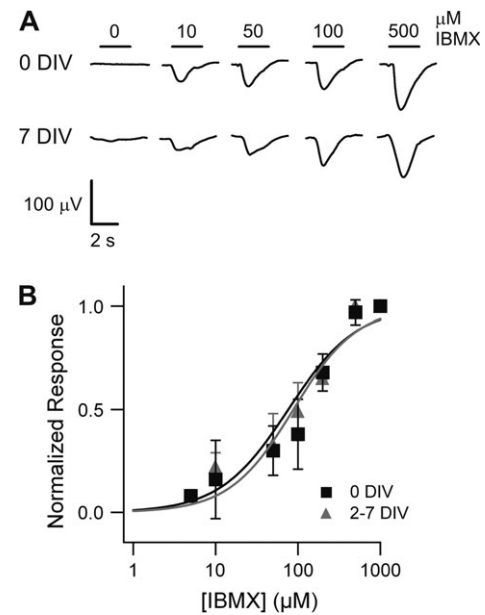 A
μM
0 10 50 100 500 IBMX
0 DIV
7 DIV
100 μV
2 s
B
1.0
0.5
0.0
Normalized Response
0 DIV
2-7 DIV
1 10 100 1000
[IBMX] (μM)